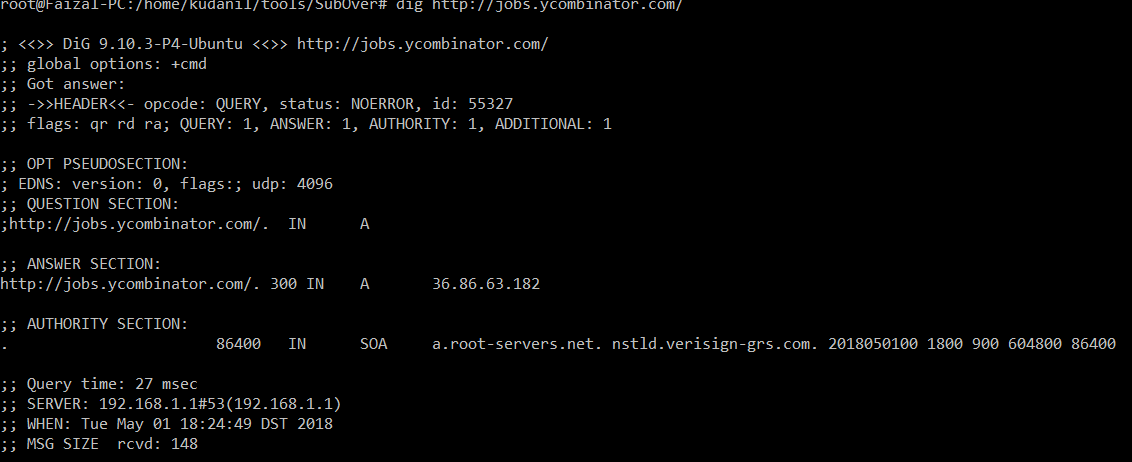 root@Faizal-PC:/home/kudanil/tools/SubOver# dig http://jobs.ycombinator.com/
; <<>> DiG 9.10.3-P4-Ubuntu <<>> http://jobs.ycombinator.com/
;; global options: +cmd
;; Got answer:
;; ->>HEADER<<- opcode: QUERY, status: NOERROR, id: 55327
;; flags: qr rd ra; QUERY: 1, ANSWER: 1, AUTHORITY: 1, ADDITIONAL: 1
;; OPT PSEUDOSECTION:
; EDNS: version: 0, flags:; udp: 4096
;; QUESTION SECTION:
;http://jobs.ycombinator.com/. IN A
;; ANSWER SECTION:
http://jobs.ycombinator.com/. 300 IN A 36.86.63.182
;; AUTHORITY SECTION:
. 86400 IN SOA a.root-servers.net. nstld.verisign-grs.com. 2018050100 1800 900 604800 86400
;; Query time: 27 msec
;; SERVER: 192.168.1.1#53(192.168.1.1)
;; WHEN: Tue May 01 18:24:49 DST 2018
;; MSG SIZE rcvd: 148